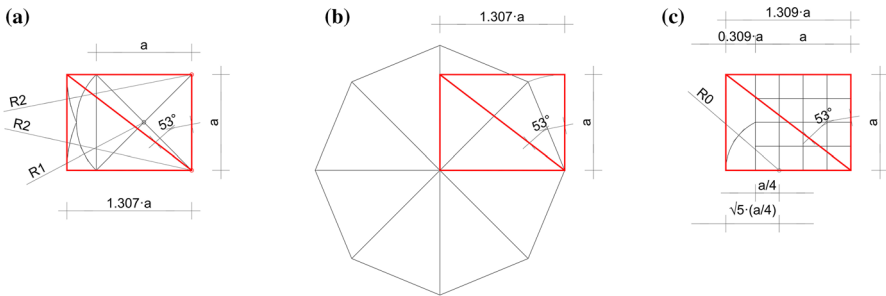 (a)
a
R2
R2
R1
53°
a
1.307·a
(b)
1.307·a
53°
a
(c)
1.309·a
0.309·a a
R0
53°
a
a/4
√5·(a/4)